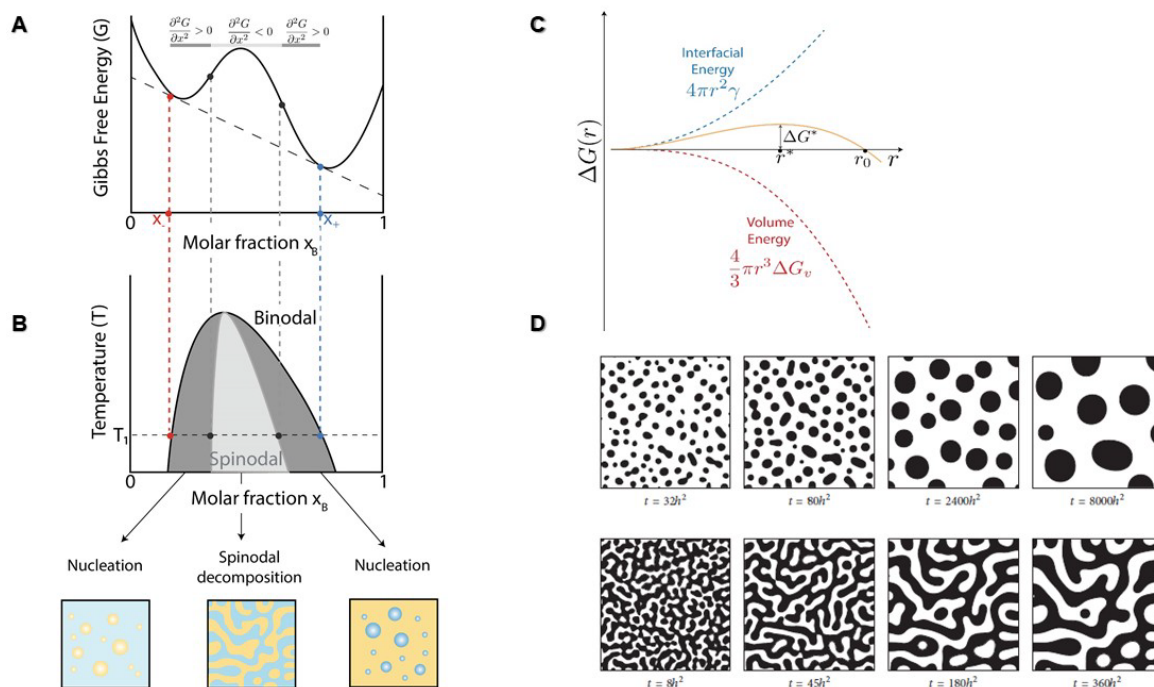 A
∂²G/∂x² > 0 ∂²G/∂x² < 0 ∂²G/∂x² > 0
Gibbs Free Energy (G)
0 x₋ x₊ 1
Molar fraction x_B
B
Temperature (T)
Binodal
T₁
Spinodal
0 1
Molar fraction x_B
Nucleation
Spinodal
decomposition
Nucleation
C
Interfacial
Energy
4πr²γ
ΔG(r)
ΔG*
r* r₀ r
Volume
Energy
4/3 πr³ΔG_v
D
t = 32h² t = 80h² t = 2400h² t = 8000h²
t = 8h² t = 45h² t = 180h² t = 360h²